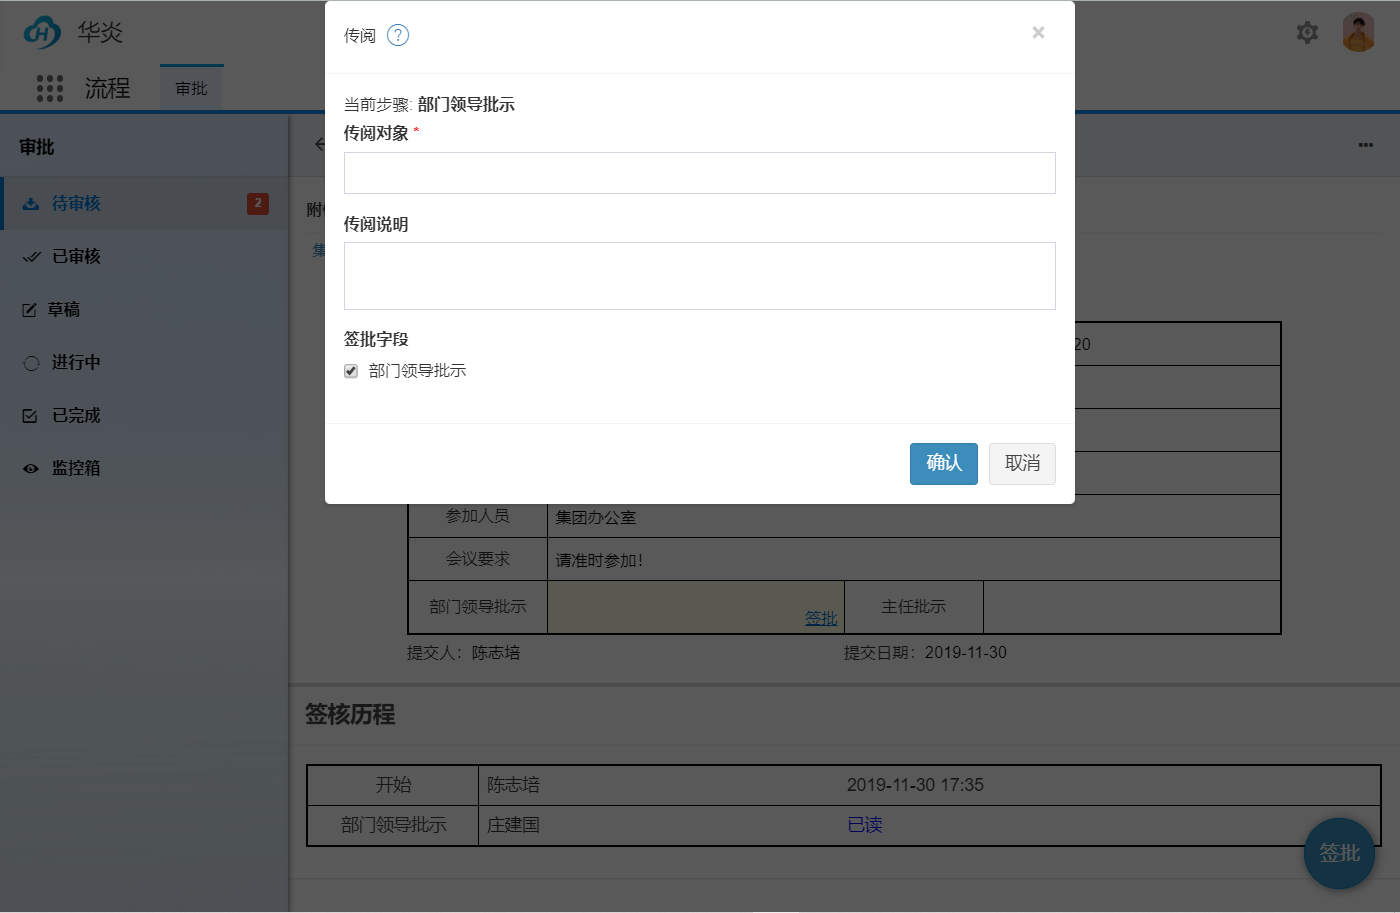 华炎
流程
审批
传阅 ?
×
当前步骤: 部门领导批示
传阅对象 *
传阅说明
签批字段
部门领导批示
确认
取消
审批
待审核
2
已审核
草稿
进行中
已完成
监控箱
集
20
参加人员
集团办公室
会议要求
请准时参加！
部门领导批示
签批
主任批示
提交人：陈志培
提交日期：2019-11-30
签核历程
开始
陈志培
2019-11-30 17:35
部门领导批示
庄建国
已读
签批